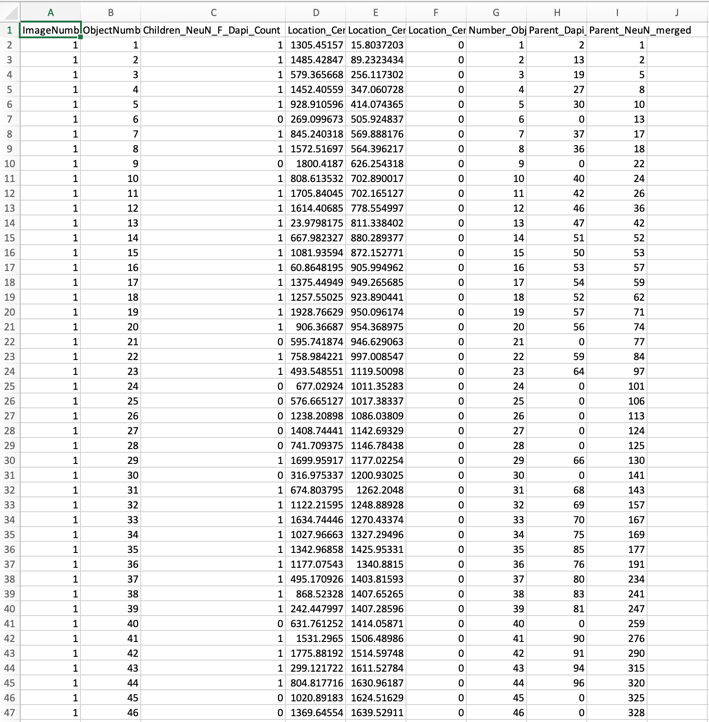 A B C D E F G H I J
1 ImageNumb ObjectNumb Children_NeuN_F_Dapi_Count Location_Cer Location_Cer Location_Cer Number_Obj Parent_Dapi_ Parent_NeuN_merged
2 1 1 1 1305.45157 15.8037203 0 1 2 1
3 1 2 1 1485.42847 89.2323434 0 2 13 2
4 1 3 1 579.365668 256.117302 0 3 19 5
5 1 4 1 1452.40559 347.060728 0 4 27 8
6 1 5 1 928.910596 414.074365 0 5 30 10
7 1 6 0 269.099673 505.924837 0 6 0 13
8 1 7 1 845.240318 569.888176 0 7 37 17
9 1 8 1 1572.51697 564.396217 0 8 36 18
10 1 9 0 1800.4187 626.254318 0 9 0 22
11 1 10 1 808.613532 702.890017 0 10 40 24
12 1 11 1 1705.84045 702.165127 0 11 42 26
13 1 12 1 1614.40685 778.554997 0 12 46 36
14 1 13 1 23.9798175 811.338402 0 13 47 42
15 1 14 1 667.982327 880.289377 0 14 51 52
16 1 15 1 1081.93594 872.152771 0 15 50 53
17 1 16 1 60.8648195 905.994962 0 16 53 57
18 1 17 1 1375.44949 949.265685 0 17 54 59
19 1 18 1 1257.55025 923.890441 0 18 52 62
20 1 19 1 1928.76629 950.096174 0 19 57 71
21 1 20 1 906.36687 954.368975 0 20 56 74
22 1 21 0 595.741874 946.629063 0 21 0 77
23 1 22 1 758.984221 997.008547 0 22 59 84
24 1 23 1 493.548551 1119.50098 0 23 64 97
25 1 24 0 677.02924 1011.35283 0 24 0 101
26 1 25 0 576.665127 1017.38337 0 25 0 106
27 1 26 0 1238.20898 1086.03809 0 26 0 113
28 1 27 0 1408.74441 1142.69329 0 27 0 124
29 1 28 0 741.709375 1146.78438 0 28 0 125
30 1 29 1 1699.95917 1177.02254 0 29 66 130
31 1 30 0 316.975337 1200.93025 0 30 0 141
32 1 31 1 674.803795 1262.2048 0 31 68 143
33 1 32 1 1122.21595 1248.88928 0 32 69 157
34 1 33 1 1634.74446 1270.43374 0 33 70 167
35 1 34 1 1027.96663 1327.29496 0 34 75 169
36 1 35 1 1342.96858 1425.95331 0 35 85 177
37 1 36 1 1177.07543 1340.8815 0 36 76 191
38 1 37 1 495.170926 1403.81593 0 37 80 234
39 1 38 1 868.52328 1407.65265 0 38 83 241
40 1 39 1 242.447997 1407.28596 0 39 81 247
41 1 40 0 631.761252 1414.05871 0 40 0 259
42 1 41 1 1531.2965 1506.48986 0 41 90 276
43 1 42 1 1775.88192 1514.59748 0 42 91 290
44 1 43 1 299.121722 1611.52784 0 43 94 315
45 1 44 1 804.817716 1630.96187 0 44 96 320
46 1 45 0 1020.89183 1624.51629 0 45 0 325
47 1 46 0 1369.64554 1639.52911 0 46 0 328